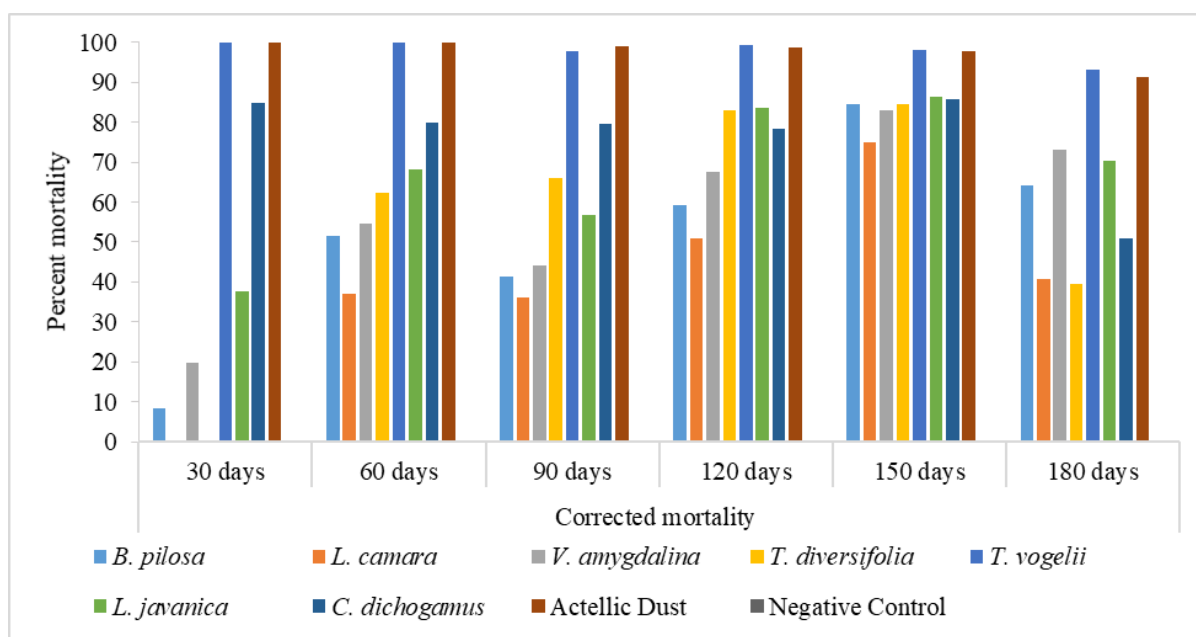 100
90
80
70
60
50
40
30
20
10
0
Percent mortality
30 days 60 days 90 days 120 days 150 days 180 days
Corrected mortality
B. pilosa L. camara V. amygdalina T. diversifolia T. vogelii
L. javanica C. dichogamus Actellic Dust Negative Control